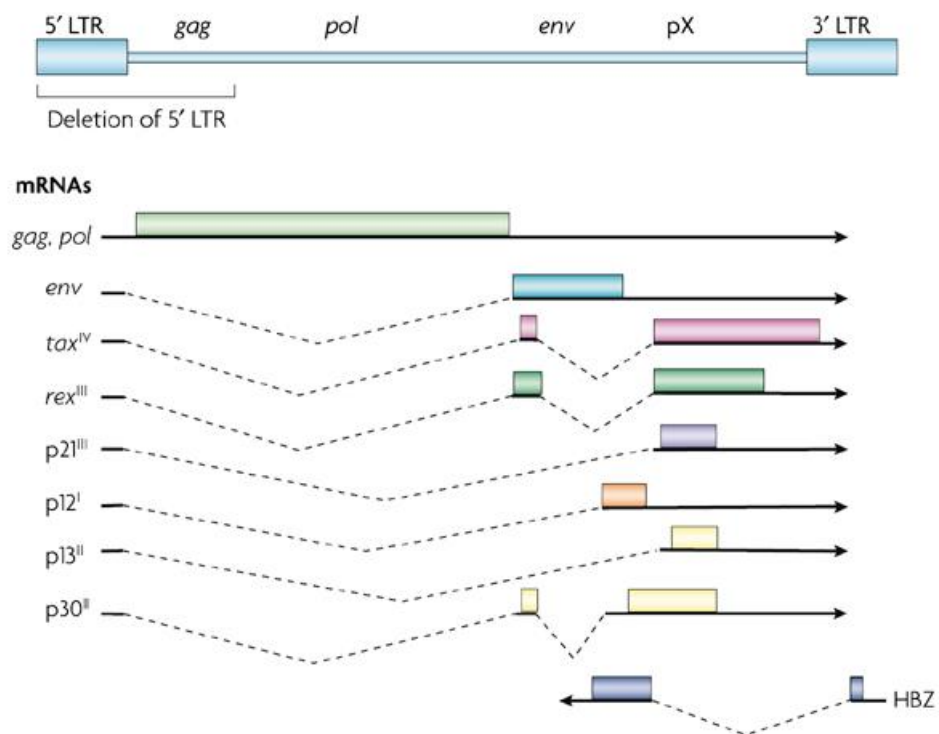 5′ LTR gag pol env pX 3′ LTR
Deletion of 5′ LTR
mRNAs
gag, pol
env
taxᴵⱽ
rexᴵᴵᴵ
p21ᴵᴵᴵ
p12ᴵ
p13ᴵᴵ
p30ᴵᴵ
HBZ